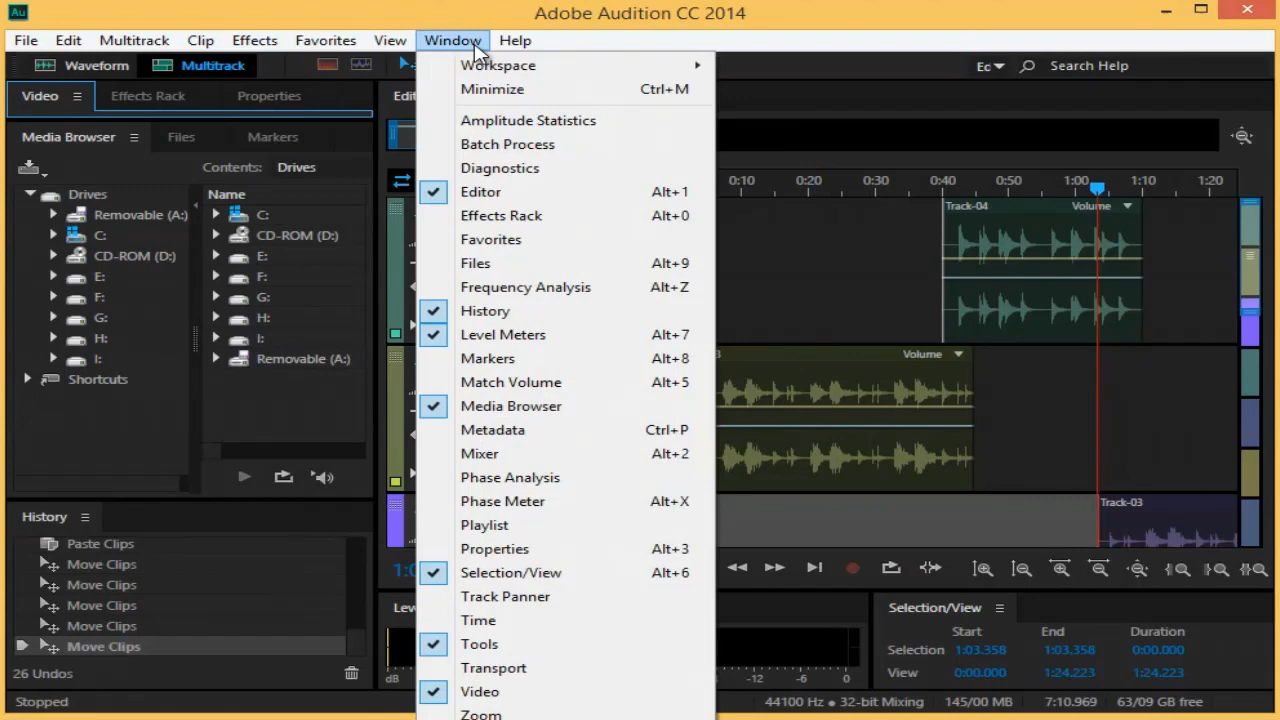 Au Adobe Audition CC 2014
File Edit Multitrack Clip Effects Favorites View Window Help
Waveform Multitrack Search Help
Video Effects Rack Properties
Media Browser Files Markers
Contents: Drives
Drives
Removable (A:)
C:
CD-ROM (D:)
E:
F:
G:
H:
I:
Shortcuts
Name
C:
CD-ROM (D:)
E:
F:
G:
H:
I:
Removable (A:)
History
Paste Clips
Move Clips
Move Clips
Move Clips
Move Clips
Move Clips
26 Undos
Stopped
Workspace
Minimize Ctrl+M
Amplitude Statistics
Batch Process
Diagnostics
Editor Alt+1
Effects Rack Alt+0
Favorites
Files Alt+9
Frequency Analysis Alt+Z
History
Level Meters Alt+7
Markers Alt+8
Match Volume Alt+5
Media Browser
Metadata Ctrl+P
Mixer Alt+2
Phase Analysis
Phase Meter Alt+X
Playlist
Properties Alt+3
Selection/View Alt+6
Track Panner
Time
Tools
Transport
Video
Zoom
0:10 0:20 0:30 0:40 0:50 1:00 1:10 1:20
Track-04 Volume
Volume
Track-03
dB -12 -6 0
Selection/View
Start End Duration
Selection 1:03.358 1:03.358 0:00.000
View 0:00.000 1:24.223 1:24.223
44100 Hz ● 32-bit Mixing 145/00 MB 7:10.969 63/09 GB free